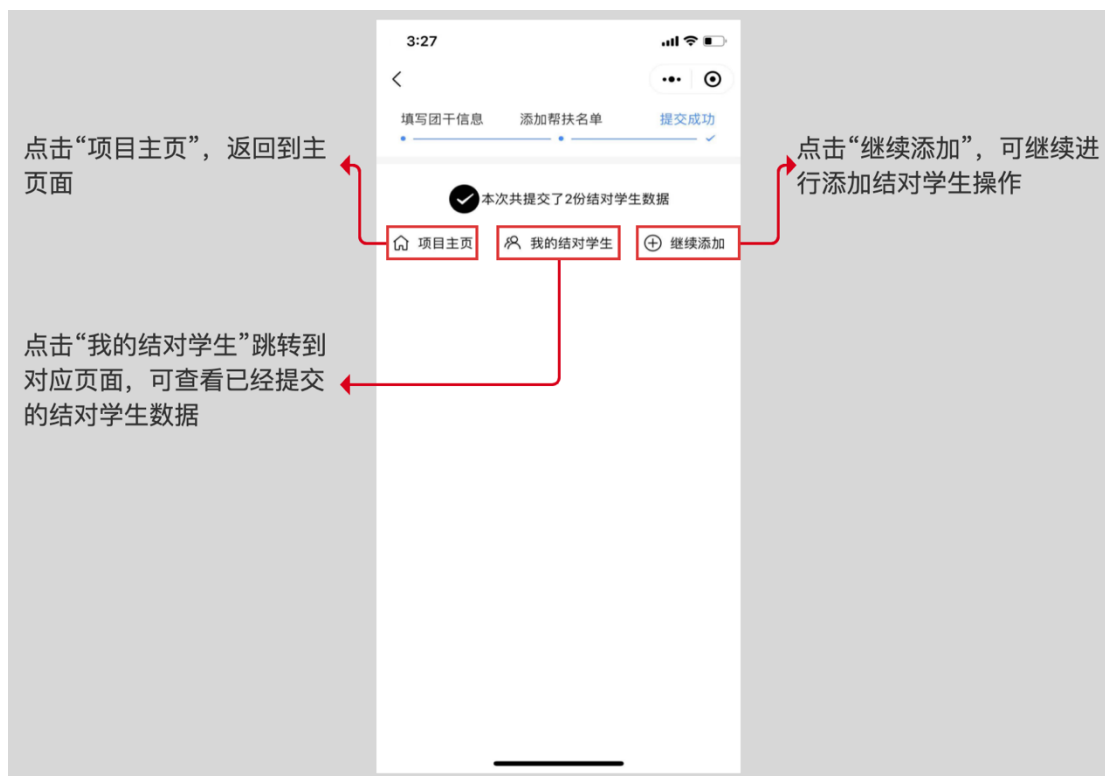 3:27
填写团干信息 添加帮扶名单 提交成功
点击“项目主页”，返回到主
页面
点击“继续添加”，可继续进
行添加结对学生操作
本次共提交了2份结对学生数据
项目主页 我的结对学生 继续添加
点击“我的结对学生”跳转到
对应页面，可查看已经提交
的结对学生数据